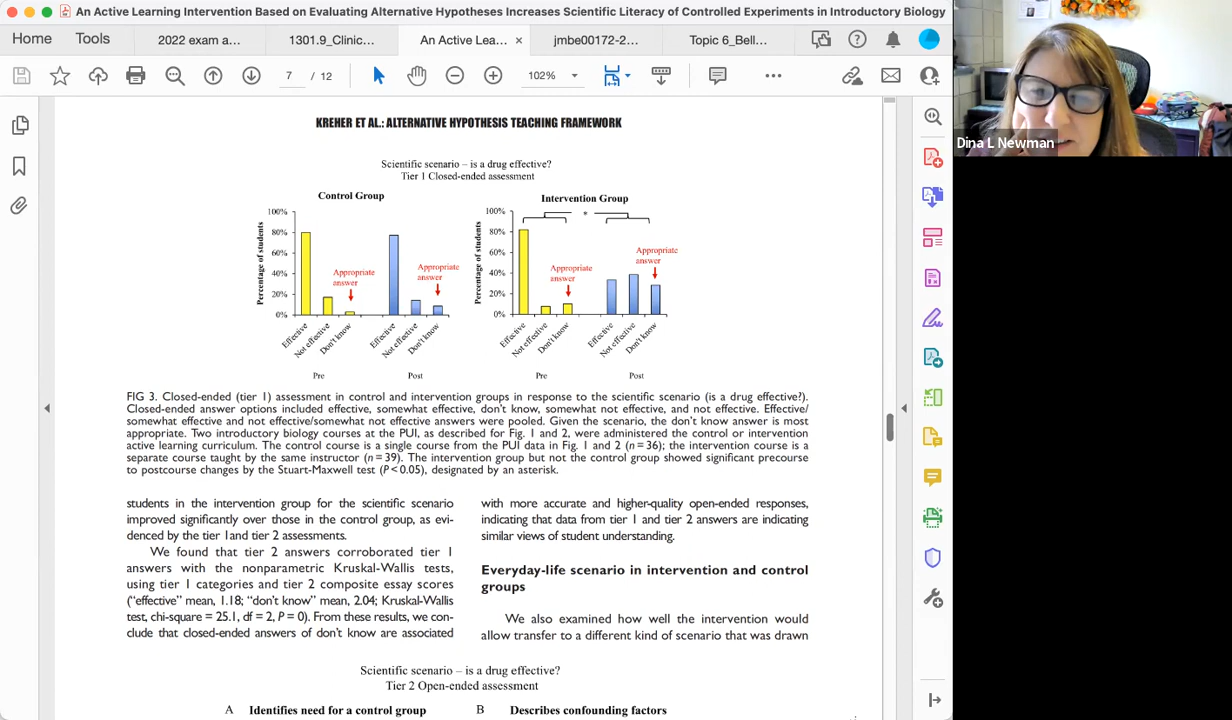 An Active Learning Intervention Based on Evaluating Alternative Hypotheses Increases Scientific Literacy of Controlled Experiments in Introductory Biology
Home Tools 2022 exam a... 1301.9_Clinic... An Active Lea... × jmbe00172-2... Topic 6_Bell...
7 / 12 102%
Dina L Newman
KREHER ET AL.: ALTERNATIVE HYPOTHESIS TEACHING FRAMEWORK
Scientific scenario – is a drug effective?
Tier 1 Closed-ended assessment
Control Group
Percentage of students
100%
80%
60%
40%
20%
0%
Appropriate
answer
Appropriate
answer
Effective Not effective Don't know Effective Not effective Don't know
Pre Post
Intervention Group
Percentage of students
100%
80%
60%
40%
20%
0%
*
Appropriate
answer
Appropriate
answer
Effective Not effective Don't know Effective Not effective Don't know
Pre Post
FIG 3. Closed-ended (tier 1) assessment in control and intervention groups in response to the scientific scenario (is a drug effective?).
Closed-ended answer options included effective, somewhat effective, don't know, somewhat not effective, and not effective. Effective/
somewhat effective and not effective/somewhat not effective answers were pooled. Given the scenario, the don't know answer is most
appropriate. Two introductory biology courses at the PUI, as described for Fig. 1 and 2, were administered the control or intervention
active learning curriculum. The control course is a single course from the PUI data in Fig. 1 and 2 (n = 36); the intervention course is a
separate course taught by the same instructor (n = 39). The intervention group but not the control group showed significant precourse
to postcourse changes by the Stuart-Maxwell test (P < 0.05), designated by an asterisk.
students in the intervention group for the scientific scenario
improved significantly over those in the control group, as evi-
denced by the tier 1and tier 2 assessments.
We found that tier 2 answers corroborated tier 1
answers with the nonparametric Kruskal-Wallis tests,
using tier 1 categories and tier 2 composite essay scores
("effective" mean, 1.18; "don't know" mean, 2.04; Kruskal-Wallis
test, chi-square = 25.1, df = 2, P = 0). From these results, we con-
clude that closed-ended answers of don't know are associated
with more accurate and higher-quality open-ended responses,
indicating that data from tier 1 and tier 2 answers are indicating
similar views of student understanding.
Everyday-life scenario in intervention and control
groups
We also examined how well the intervention would
allow transfer to a different kind of scenario that was drawn
Scientific scenario – is a drug effective?
Tier 2 Open-ended assessment
A Identifies need for a control group
B Describes confounding factors